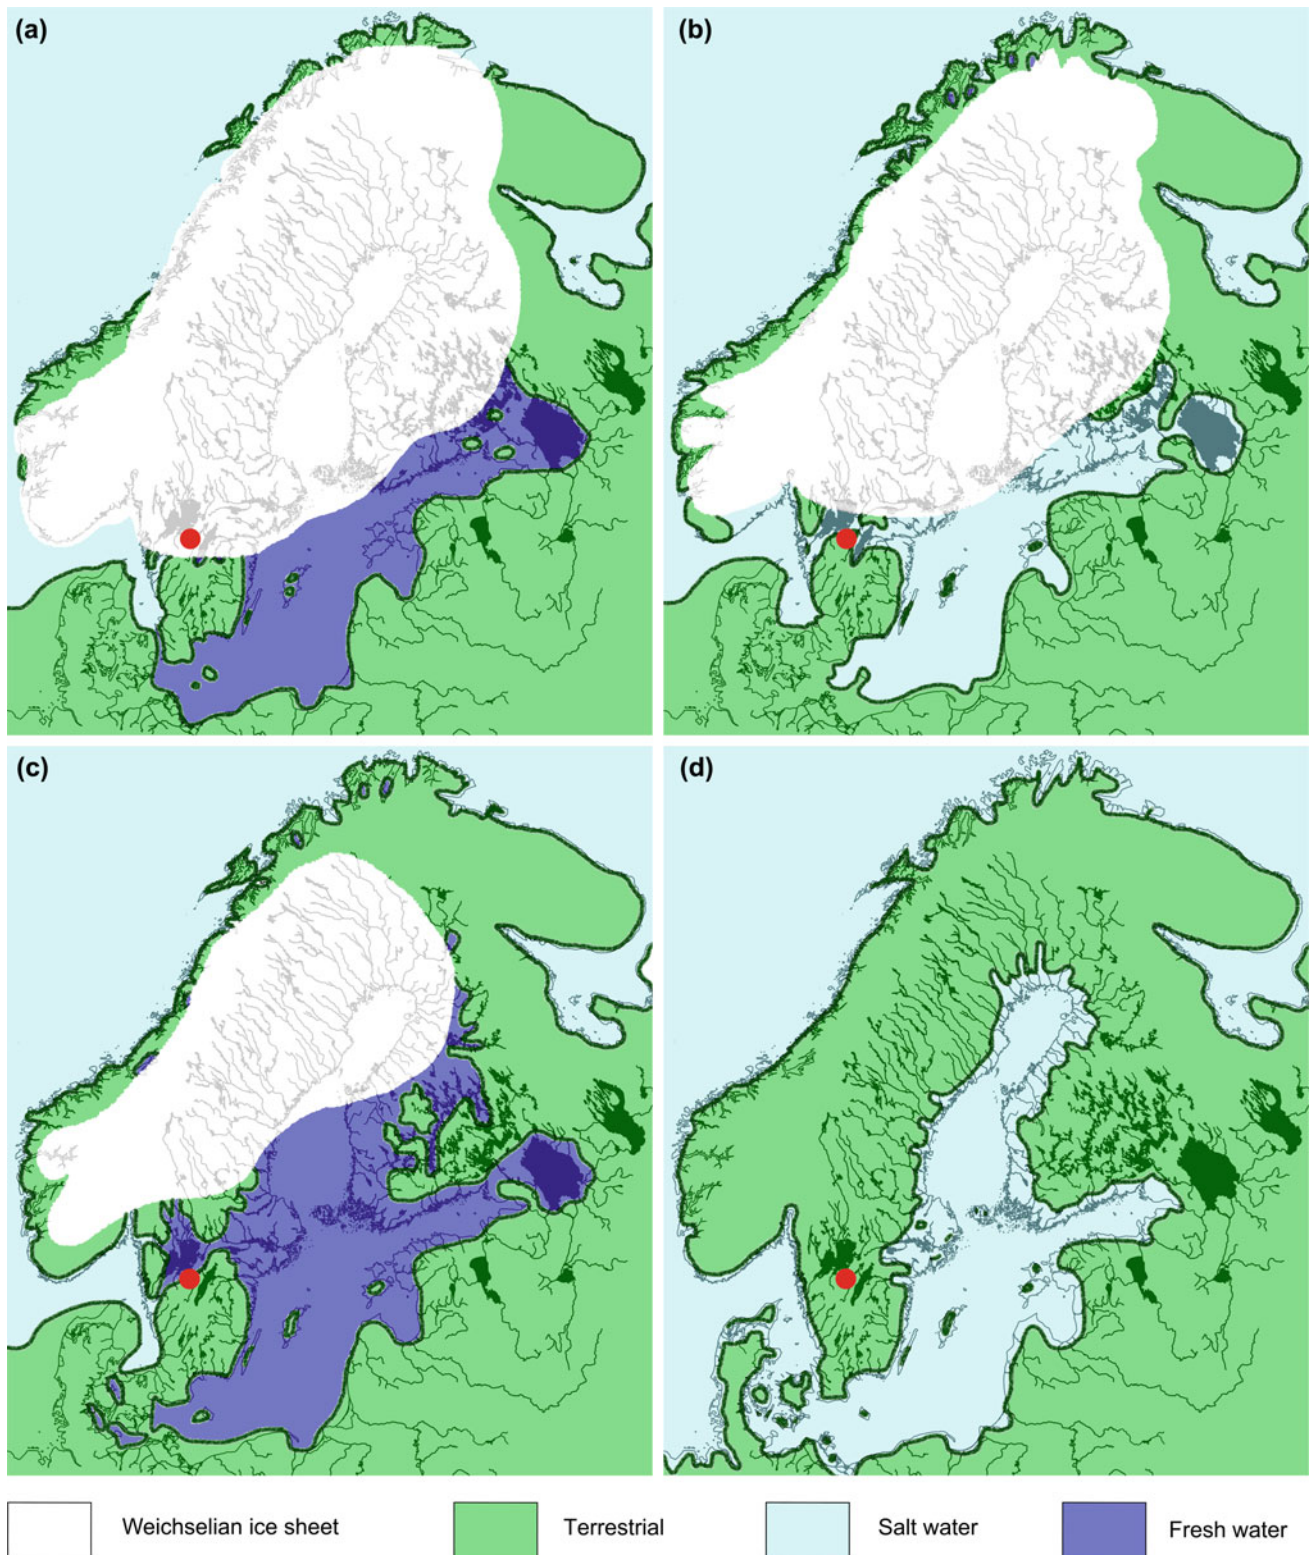 (a)
(b)
(c)
(d)
Weichselian ice sheet
Terrestrial
Salt water
Fresh water